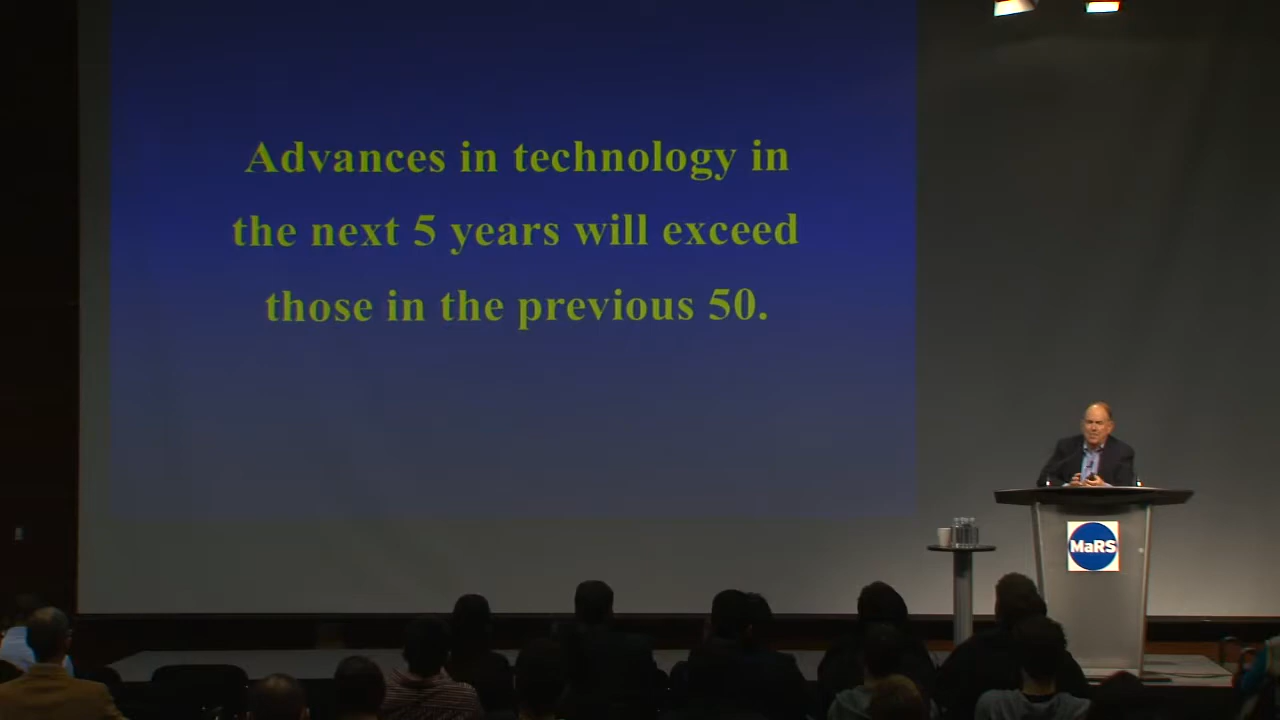 Advances in technology in
the next 5 years will exceed
those in the previous 50.
MaRS